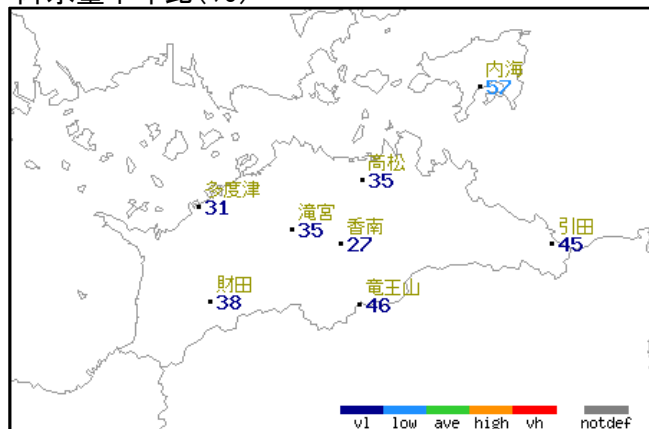 内海
57
高松
35
多度津
31
滝宮
35
香南
27
引田
45
財田
38
竜王山
46
vl low ave high vh notdef